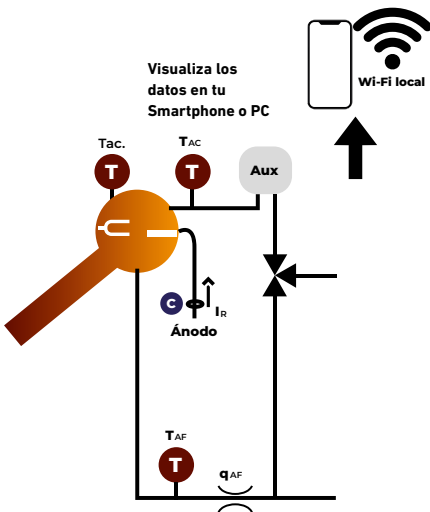 Visualiza los
datos en tu
Smartphone o PC
Wi-Fi local
Tac.
TAC
T
T
Aux
C
IR
Ánodo
TAF
T
qAF